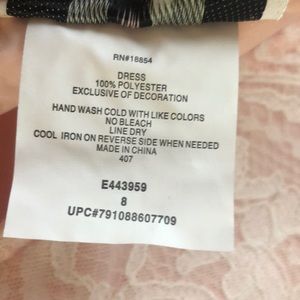 RN#18854
DRESS
100% POLYESTER
EXCLUSIVE OF DECORATION
HAND WASH COLD WITH LIKE COLORS
NO BLEACH
LINE DRY
COOL IRON ON REVERSE SIDE WHEN NEEDED
MADE IN CHINA
407
E443959
8
UPC#791088607709